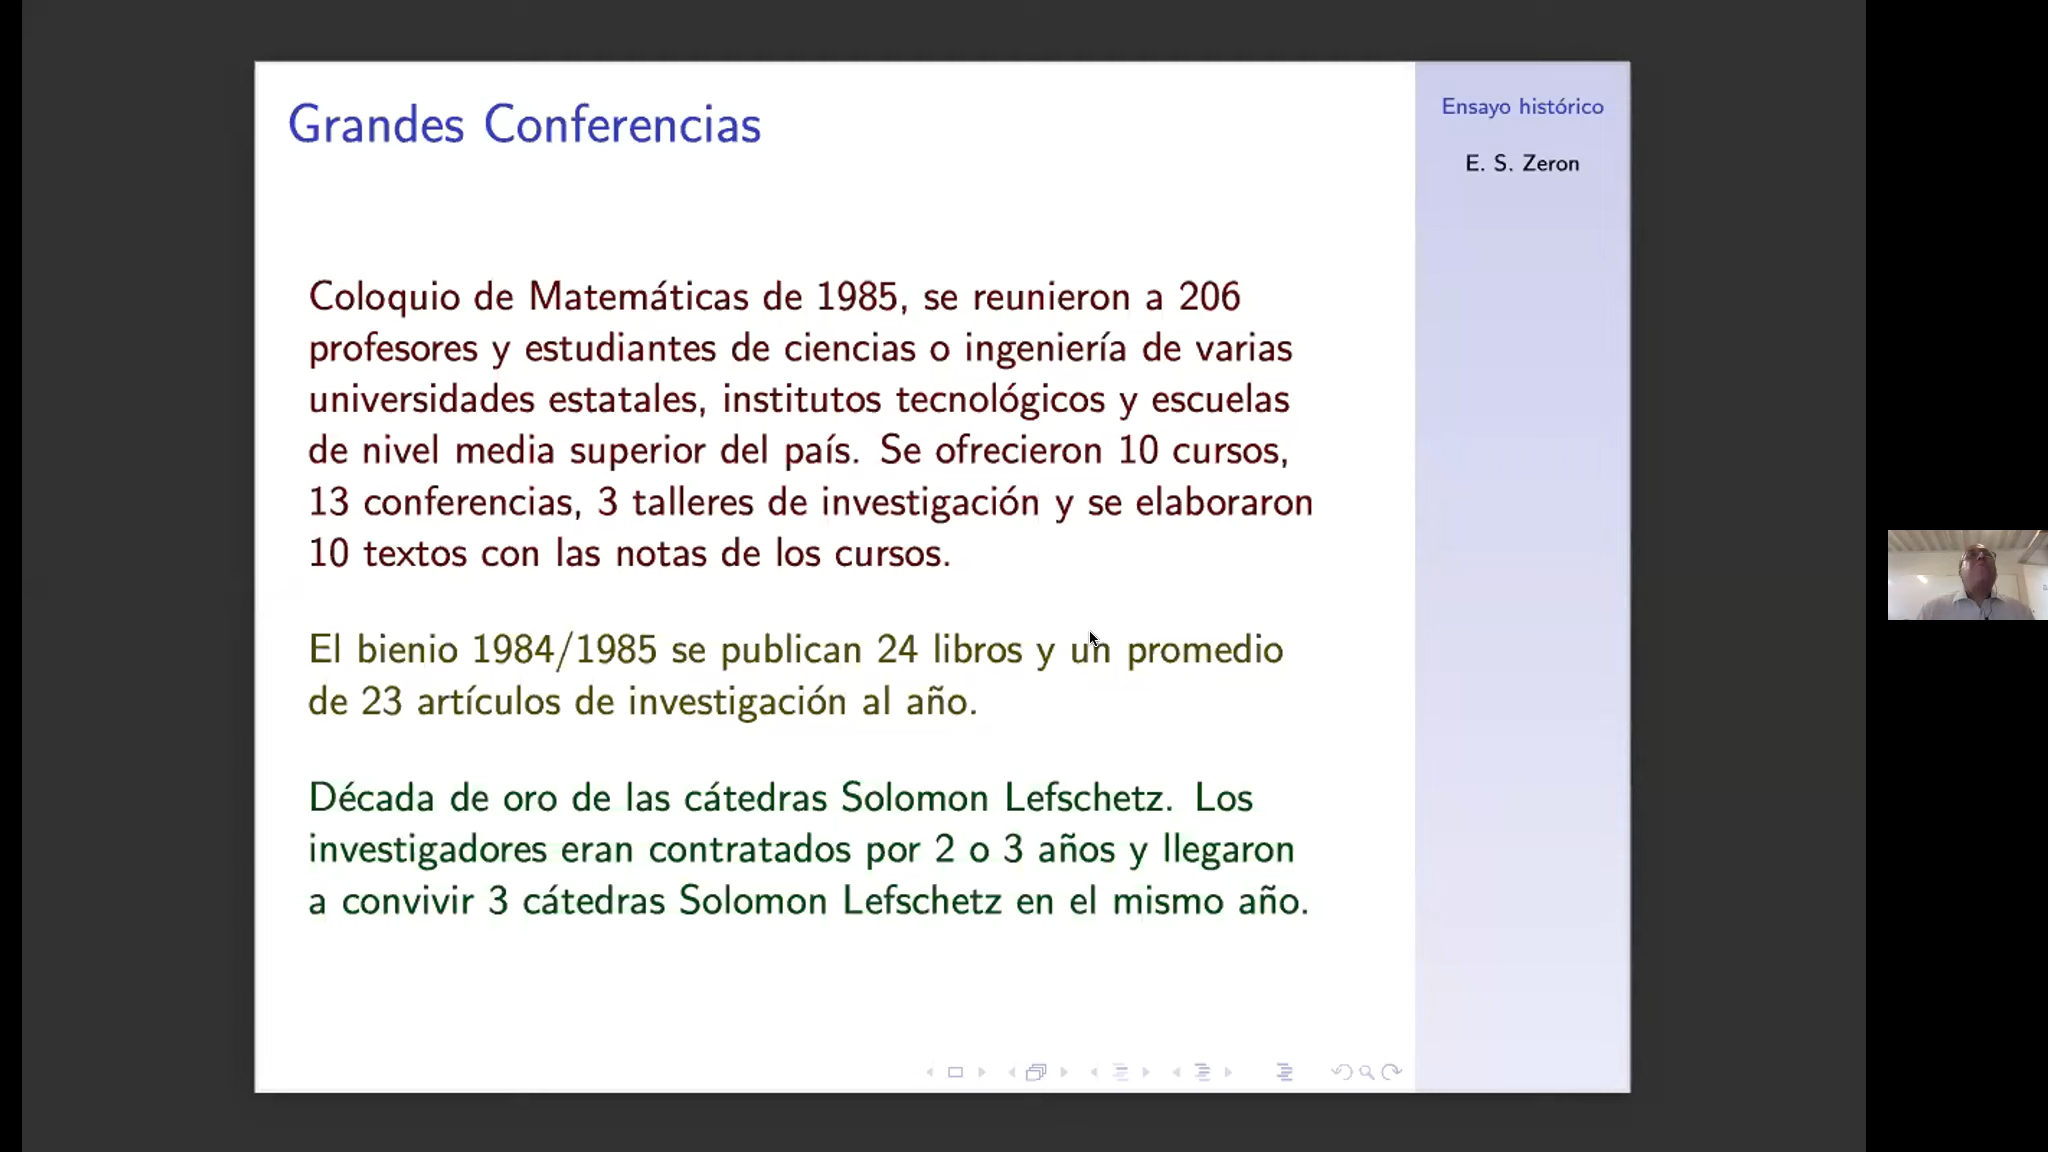 Grandes Conferencias
Ensayo histórico
E. S. Zeron
Coloquio de Matemáticas de 1985, se reunieron a 206
profesores y estudiantes de ciencias o ingeniería de varias
universidades estatales, institutos tecnológicos y escuelas
de nivel media superior del país. Se ofrecieron 10 cursos,
13 conferencias, 3 talleres de investigación y se elaboraron
10 textos con las notas de los cursos.
El bienio 1984/1985 se publican 24 libros y un promedio
de 23 artículos de investigación al año.
Década de oro de las cátedras Solomon Lefschetz. Los
investigadores eran contratados por 2 o 3 años y llegaron
a convivir 3 cátedras Solomon Lefschetz en el mismo año.